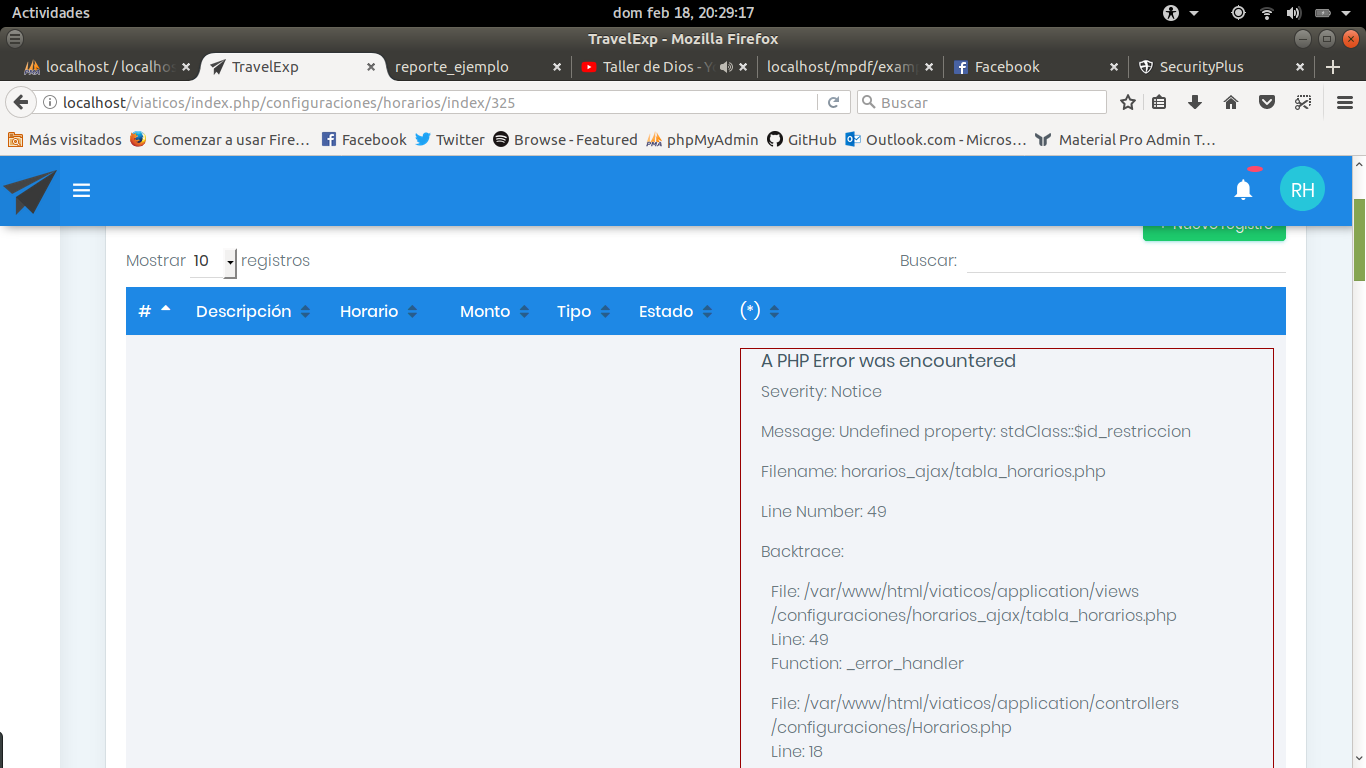 Actividades
dom feb 18, 20:29:17
TravelExp - Mozilla Firefox
localhost / localhos
TravelExp
reporte_ejemplo
Taller de Dios - Y
localhost/mpdf/exam
Facebook
SecurityPlus
localhost/viaticos/index.php/configuraciones/horarios/index/325
Buscar
Más visitados
Comenzar a usar Fire...
Facebook
Twitter
Browse - Featured
phpMyAdmin
GitHub
Outlook.com - Micros...
Material Pro Admin T...
RH
+ Nuevo registro
Mostrar 10 registros
Buscar:
# Descripción Horario Monto Tipo Estado (*)
A PHP Error was encountered
Severity: Notice
Message: Undefined property: stdClass::$id_restriccion
Filename: horarios_ajax/tabla_horarios.php
Line Number: 49
Backtrace:
File: /var/www/html/viaticos/application/views
/configuraciones/horarios_ajax/tabla_horarios.php
Line: 49
Function: _error_handler
File: /var/www/html/viaticos/application/controllers
/configuraciones/Horarios.php
Line: 18